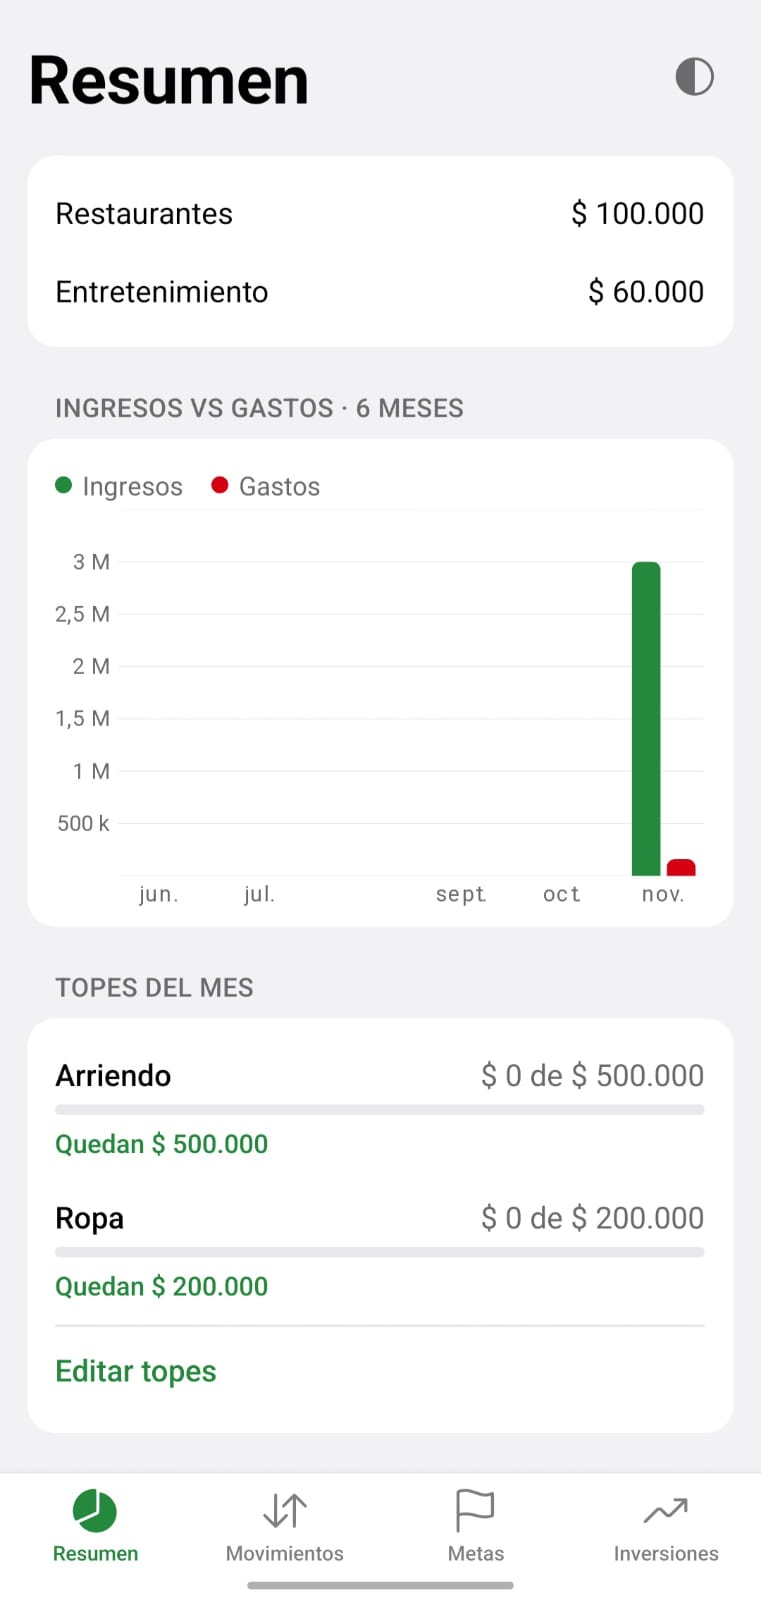 Resumen
Restaurantes $ 100.000
Entretenimiento $ 60.000
INGRESOS VS GASTOS · 6 MESES
Ingresos Gastos
3 M
2,5 M
2 M
1,5 M
1 M
500 k
jun. jul. sept. oct nov.
TOPES DEL MES
Arriendo $ 0 de $ 500.000
Quedan $ 500.000
Ropa $ 0 de $ 200.000
Quedan $ 200.000
Editar topes
Resumen Movimientos Metas Inversiones